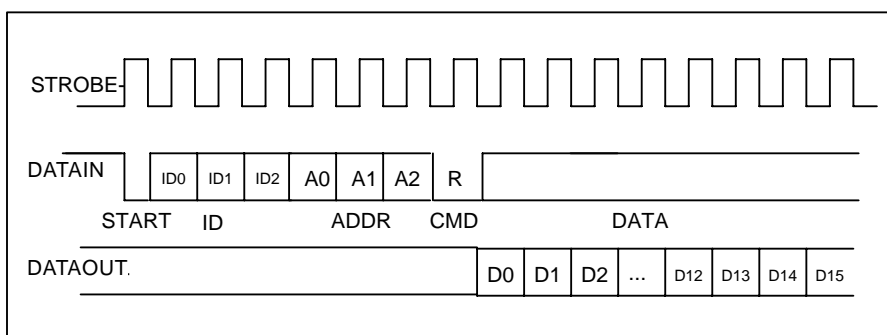 STROBE
DATAIN ID0 ID1 ID2 A0 A1 A2 R
START ID ADDR CMD DATA
DATAOUT. D0 D1 D2 ... D12 D13 D14 D15